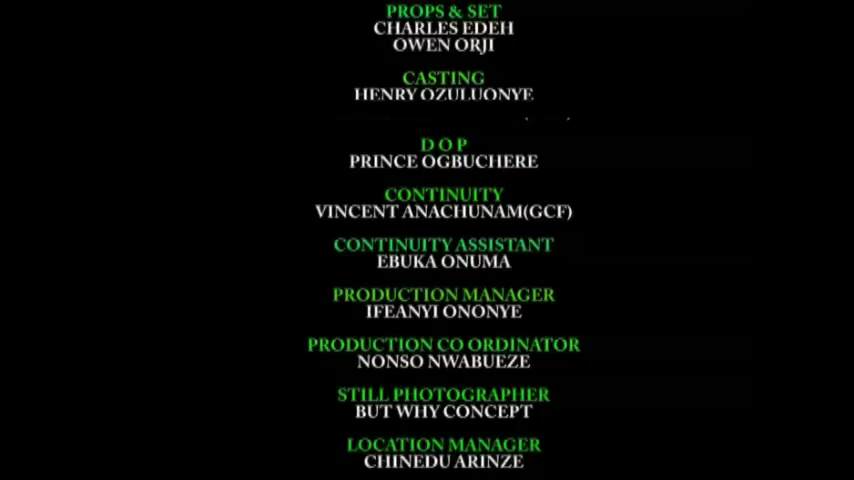 PROPS & SET
CHARLES EDEH
OWEN ORJI
CASTING
HENRY OZULUONYE
D O P
PRINCE OGBUCHERE
CONTINUITY
VINCENT ANACHUNAM(GCF)
CONTINUITY ASSISTANT
EBUKA ONUMA
PRODUCTION MANAGER
IFEANYI ONONYE
PRODUCTION CO ORDINATOR
NONSO NWABUEZE
STILL PHOTOGRAPHER
BUT WHY CONCEPT
LOCATION MANAGER
CHINEDU ARINZE